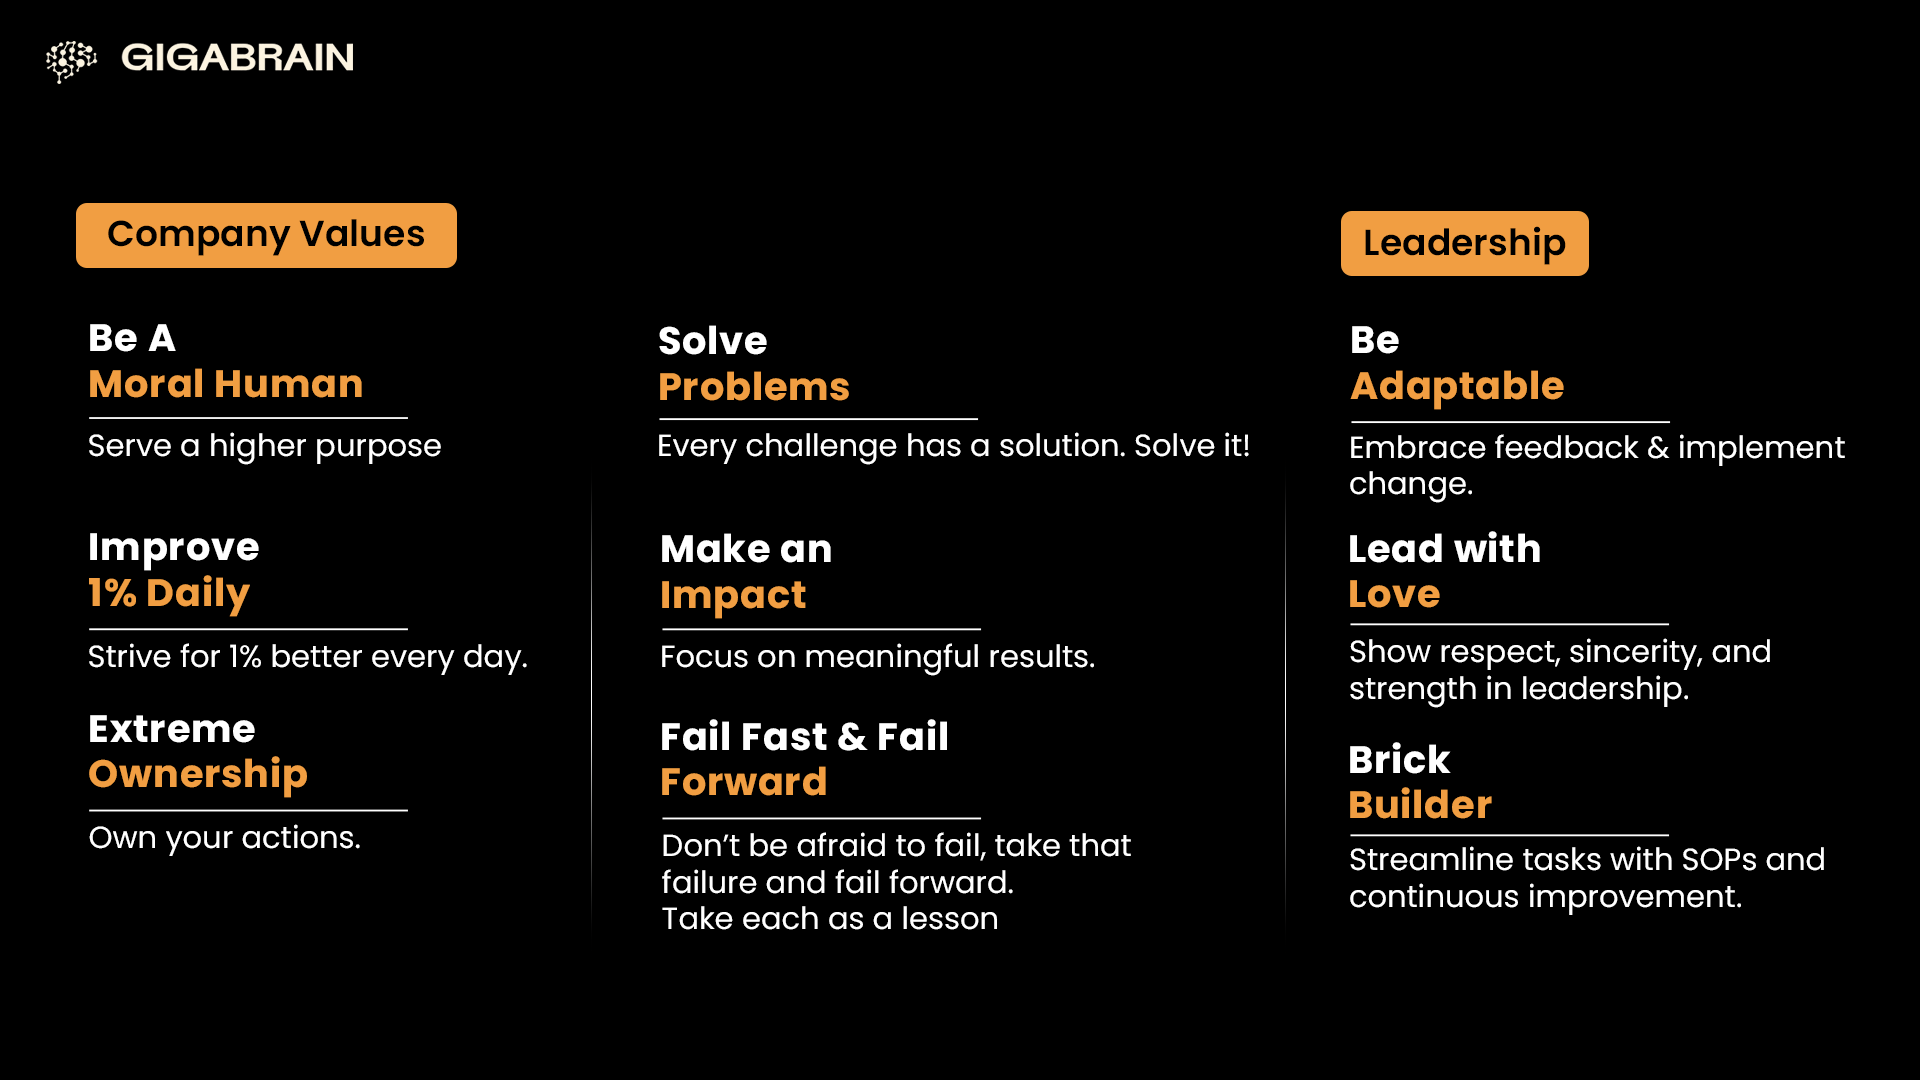 GIGABRAIN
Company Values
Be A
Moral Human
Serve a higher purpose
Improve
1% Daily
Strive for 1% better every day.
Extreme
Ownership
Own your actions.
Solve
Problems
Every challenge has a solution. Solve it!
Make an
Impact
Focus on meaningful results.
Fail Fast & Fail
Forward
Don’t be afraid to fail, take that
failure and fail forward.
Take each as a lesson
Leadership
Be
Adaptable
Embrace feedback & implement
change.
Lead with
Love
Show respect, sincerity, and
strength in leadership.
Brick
Builder
Streamline tasks with SOPs and
continuous improvement.